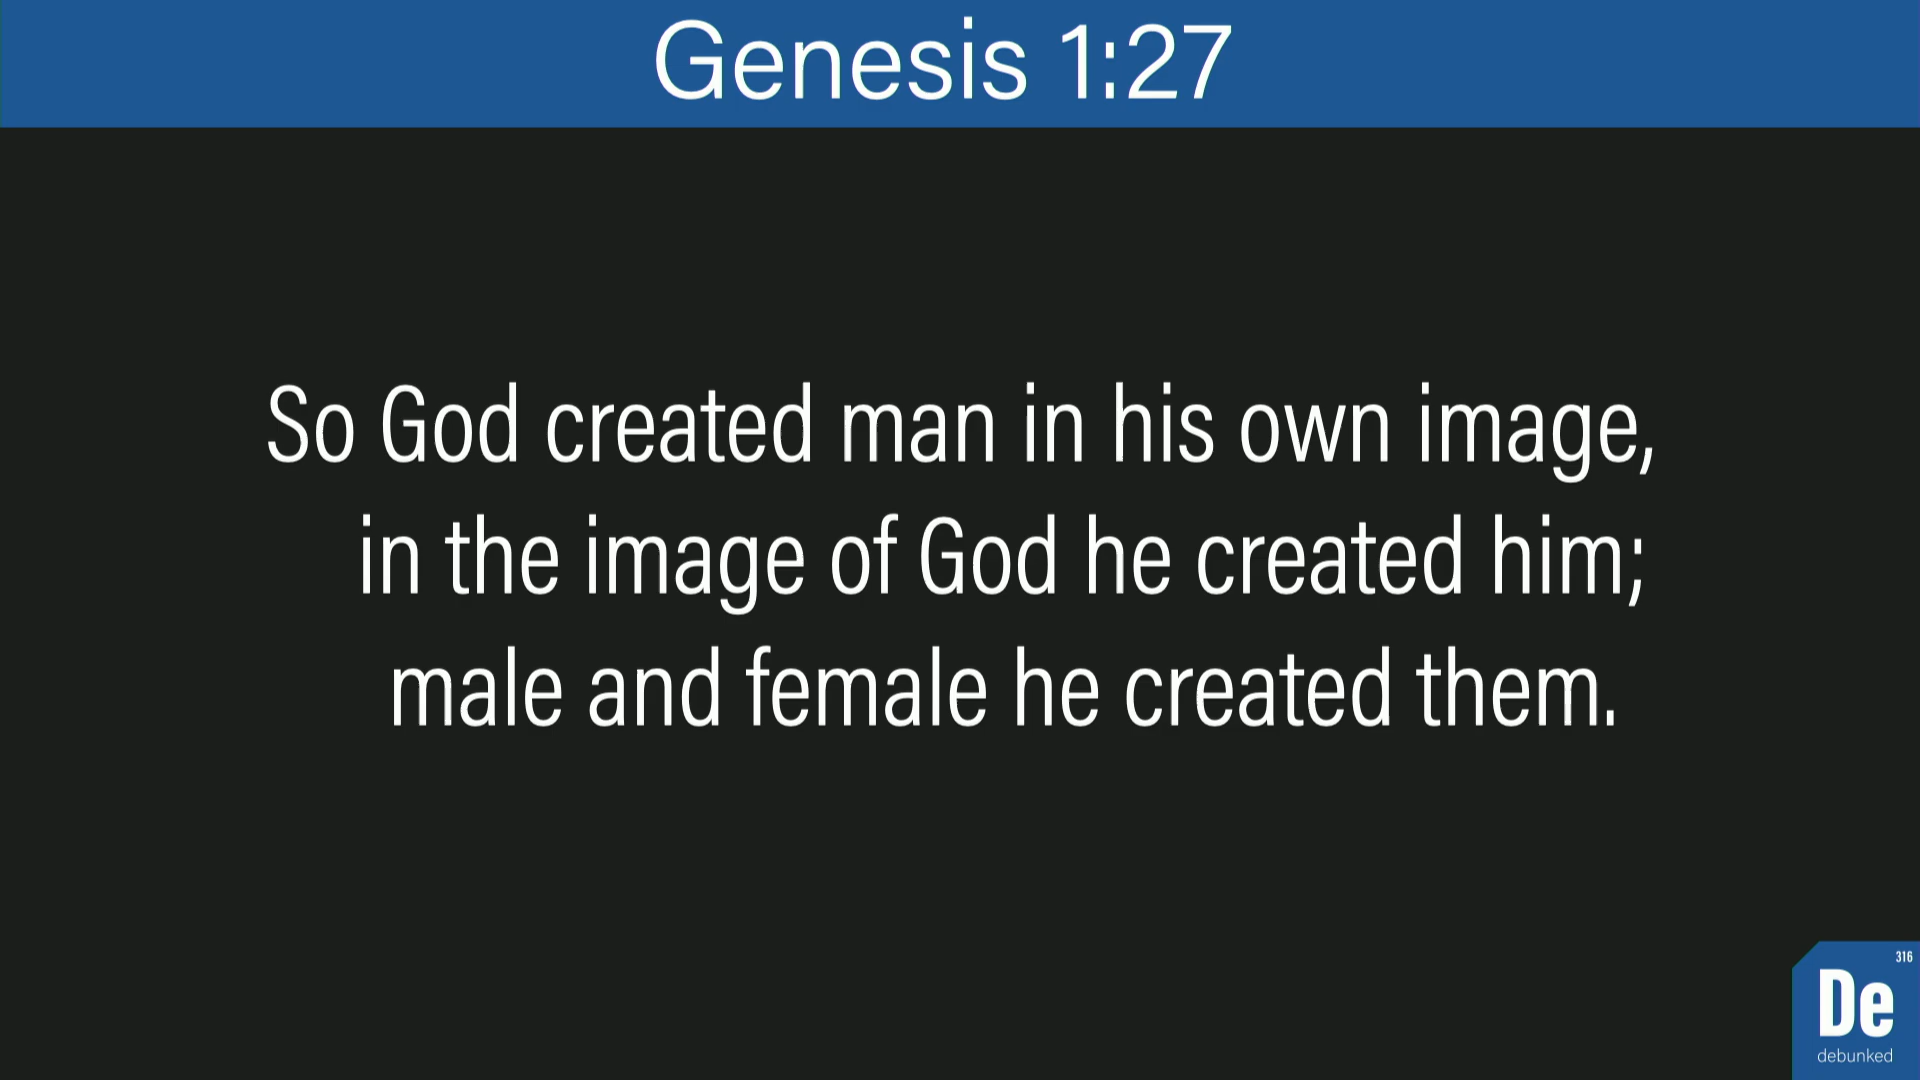 Genesis 1:27
So God created man in his own image,
in the image of God he created him;
male and female he created them.
316
De
debunked